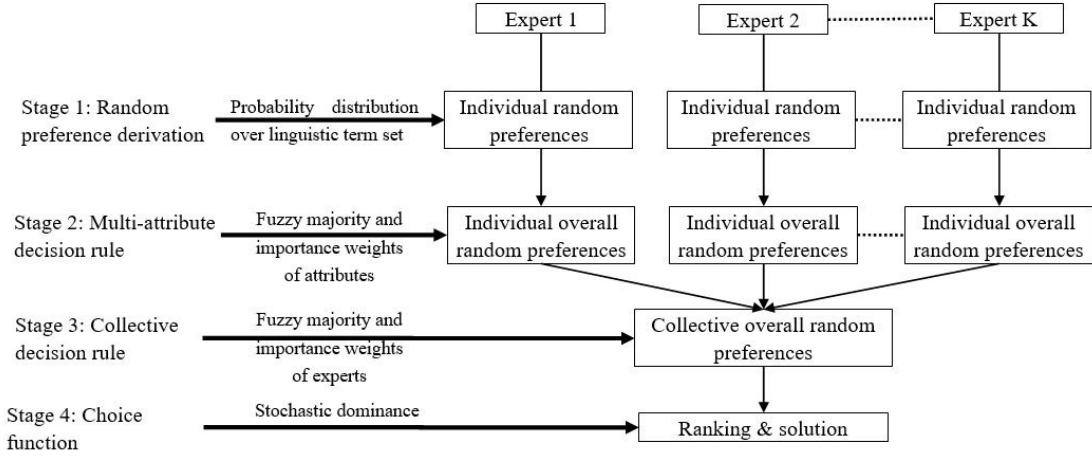 Expert 1
Expert 2
Expert K
Stage 1: Random
preference derivation
Probability distribution
over linguistic term set
Individual random
preferences
Individual random
preferences
Individual random
preferences
Stage 2: Multi-attribute
decision rule
Fuzzy majority and
importance weights
of attributes
Individual overall
random preferences
Individual overall
random preferences
Individual overall
random preferences
Stage 3: Collective
decision rule
Fuzzy majority and
importance weights
of experts
Collective overall random
preferences
Stage 4: Choice
function
Stochastic dominance
Ranking & solution